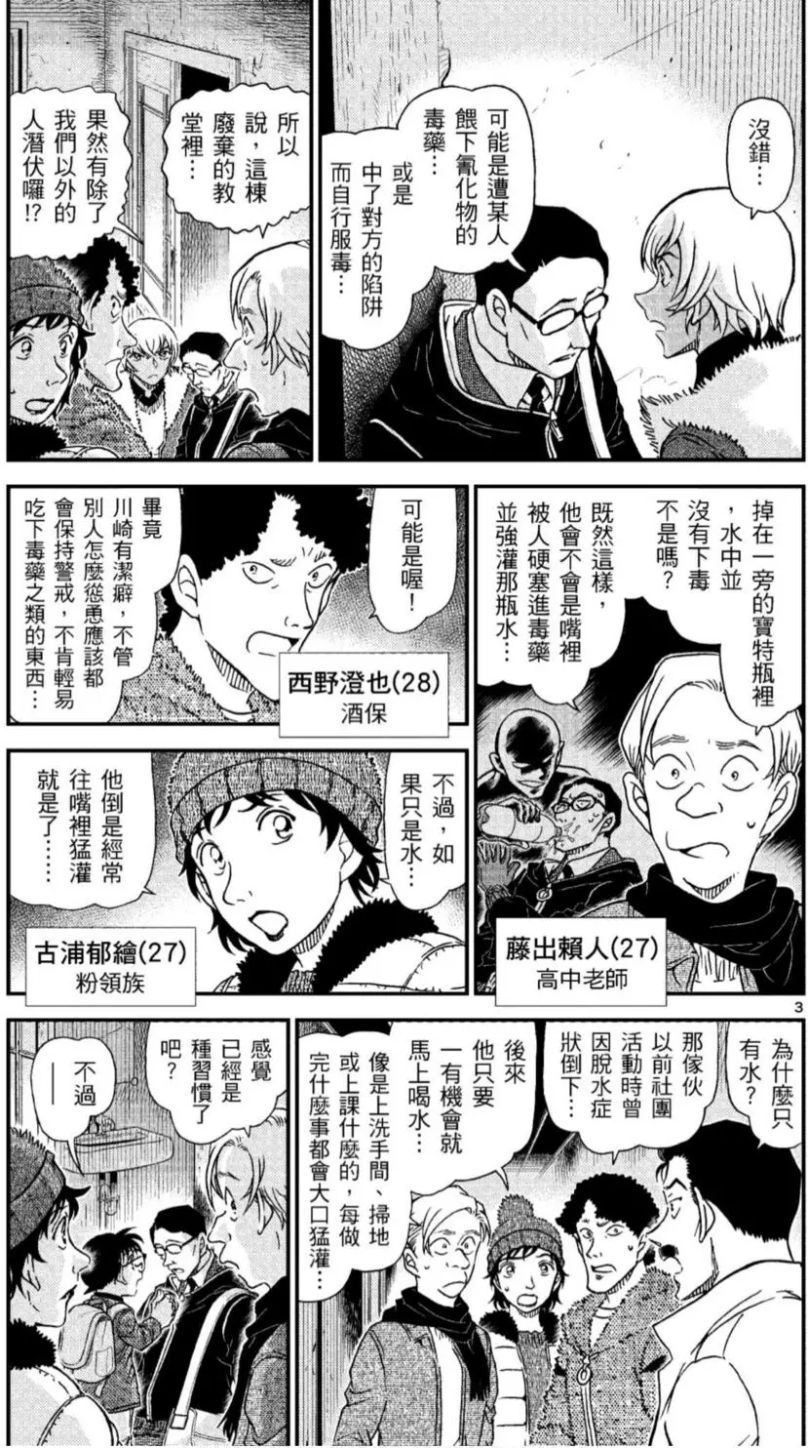 沒錯…
可能是遭某人
餵下氰化物的
毒藥…
或是
中了對方的陷阱
而自行服毒…
所以
說，這棟
廢棄的教
堂裡…
果然有除了
我們以外的
人潛伏囉!?
掉在一旁的寶特瓶裡
，水中並
沒有下毒
不是嗎？
既然這樣，
他會不會是嘴裡
被人硬塞進毒藥
並強灌那瓶水…
藤出賴人(27)
高中老師
可能是喔！
畢竟
川崎有潔癖，不管
別人怎麼慫恿應該都
會保持警戒，不肯輕易
吃下毒藥之類的東西…
西野澄也(28)
酒保
不過，如
果只是水…
他倒是經常
往嘴裡猛灌
就是了……
古浦郁繪(27)
粉領族
3
為什麼只
有水？
那傢伙
以前社團
活動時曾
因脫水症
狀倒下…
後來
他只要
一有機會就
馬上喝水…
像是上洗手間、掃地
或上課什麼的，每做
完什麼事都會大口猛灌…
感覺
已經是
種習慣了
吧？
不過
——